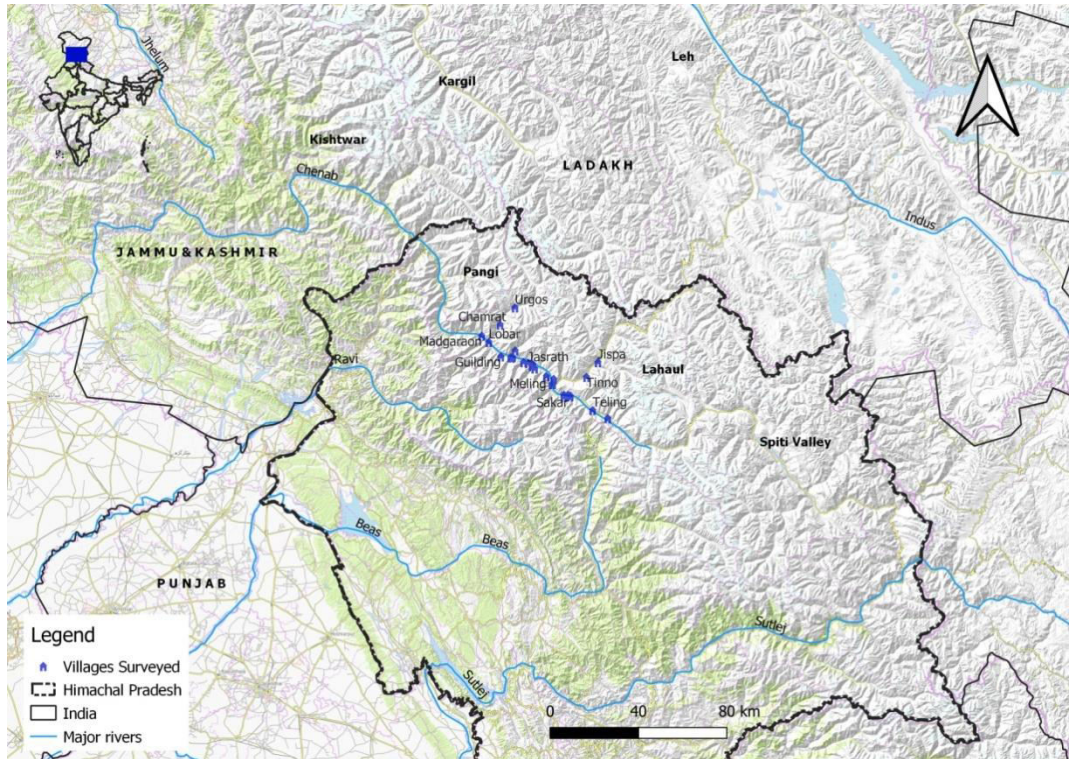 Jhelum
Leh
Kargil
Kishtwar
Chenab
LADAKH
Indus
JAMMU&KASHMIR
Pangi
Urgos
Chamrat
Lobar
Madgaraon
Ravi
Guilding
Jasrath
Jispa
Lahaul
Meling
Tinno
Sakar
Teling
Spiti Valley
Beas
Beas
PUNJAB
Sutlej
Sutlej
Legend
Villages Surveyed
Himachal Pradesh
India
Major rivers
0 40 80 km